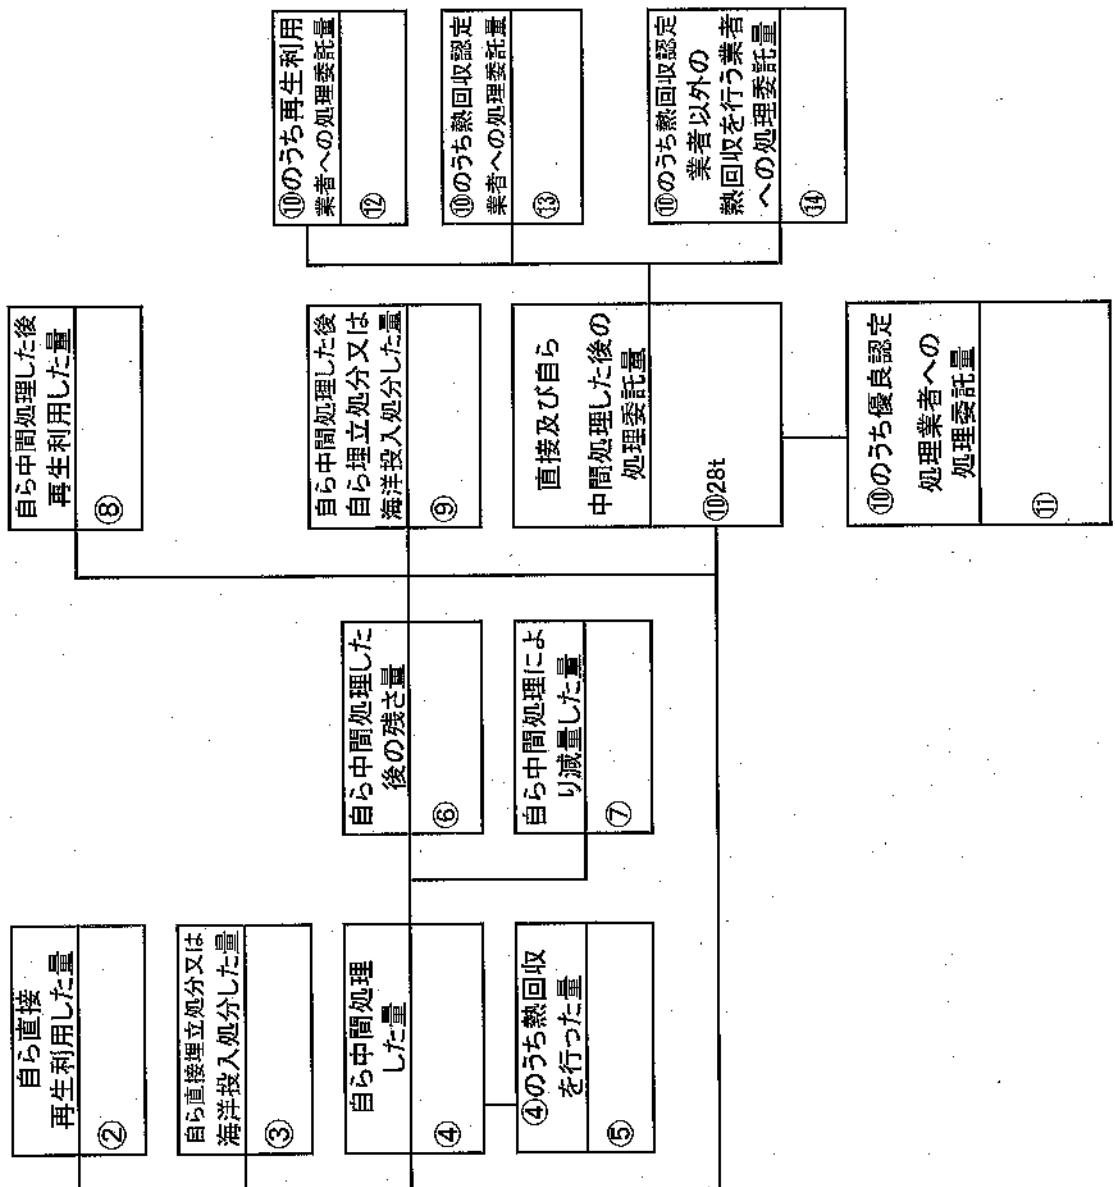 自ら直接
再生利用した量
②
自ら直接埋立処分又は
海洋投入処分した量
③
自ら中間処理
した量
④
④のうち熱回収
を行った量
⑤
自ら中間処理した
後の残さ量
⑥
自ら中間処理によ
り減量した量
⑦
自ら中間処理した後
再生利用した量
⑧
自ら中間処理した後
自ら埋立処分又は
海洋投入処分した量
⑨
直接及び自ら
中間処理した後の
処理委託量
⑩28t
⑩のうち優良認定
処理業者への
処理委託量
⑪
⑩のうち再生利用
業者への処理委託量
⑫
⑩のうち熱回収認定
業者への処理委託量
⑬
⑩のうち熱回収認定
業者以外の
熱回収を行う業者
への処理委託量
⑭